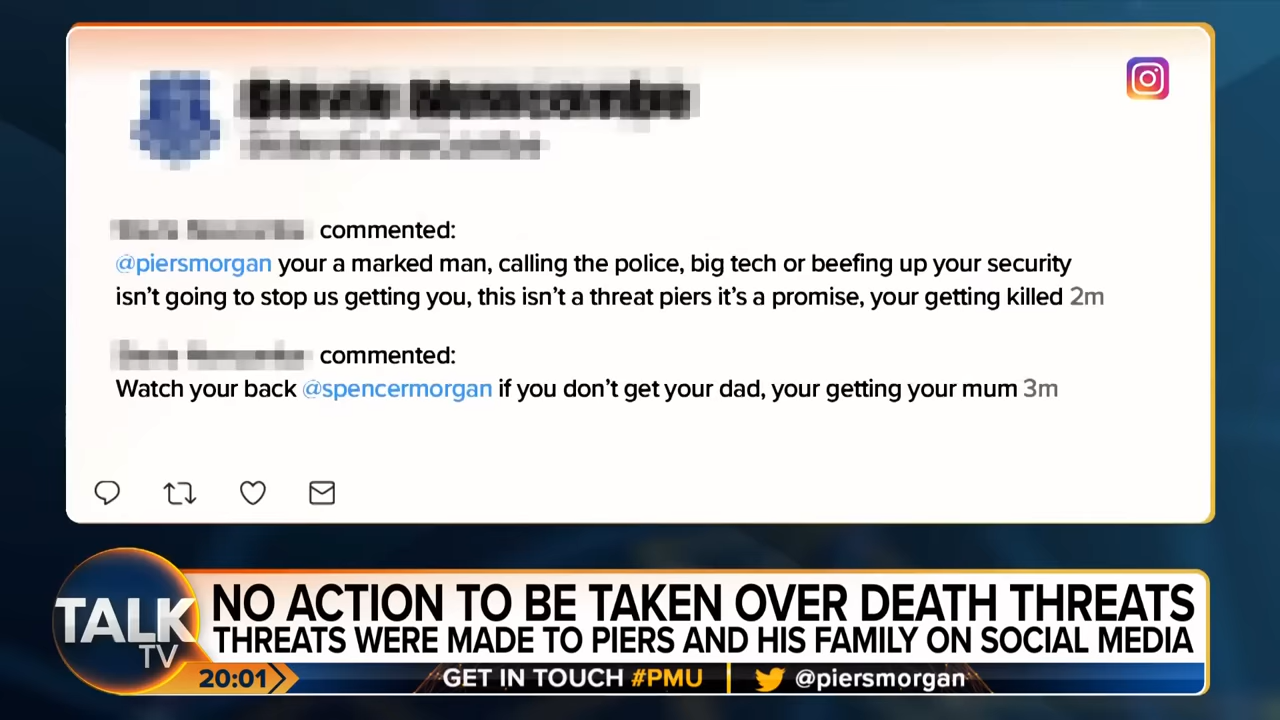 commented:
@piersmorgan your a marked man, calling the police, big tech or beefing up your security
isn't going to stop us getting you, this isn't a threat piers it's a promise, your getting killed 2m
commented:
Watch your back @spencermorgan if you don't get your dad, your getting your mum 3m
NO ACTION TO BE TAKEN OVER DEATH THREATS
THREATS WERE MADE TO PIERS AND HIS FAMILY ON SOCIAL MEDIA
TALK
TV
20:01
GET IN TOUCH #PMU
@piersmorgan